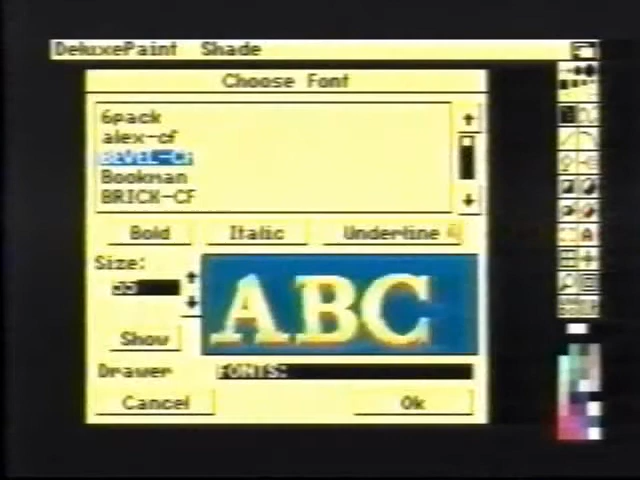 DeluxePaint Shade
Choose Font
6pack
alex-cf
BEVEL-CF
Bookman
BRICK-CF
Bold Italic Underline
Size:
55
ABC
Show
Drawer FONTS:
Cancel Ok